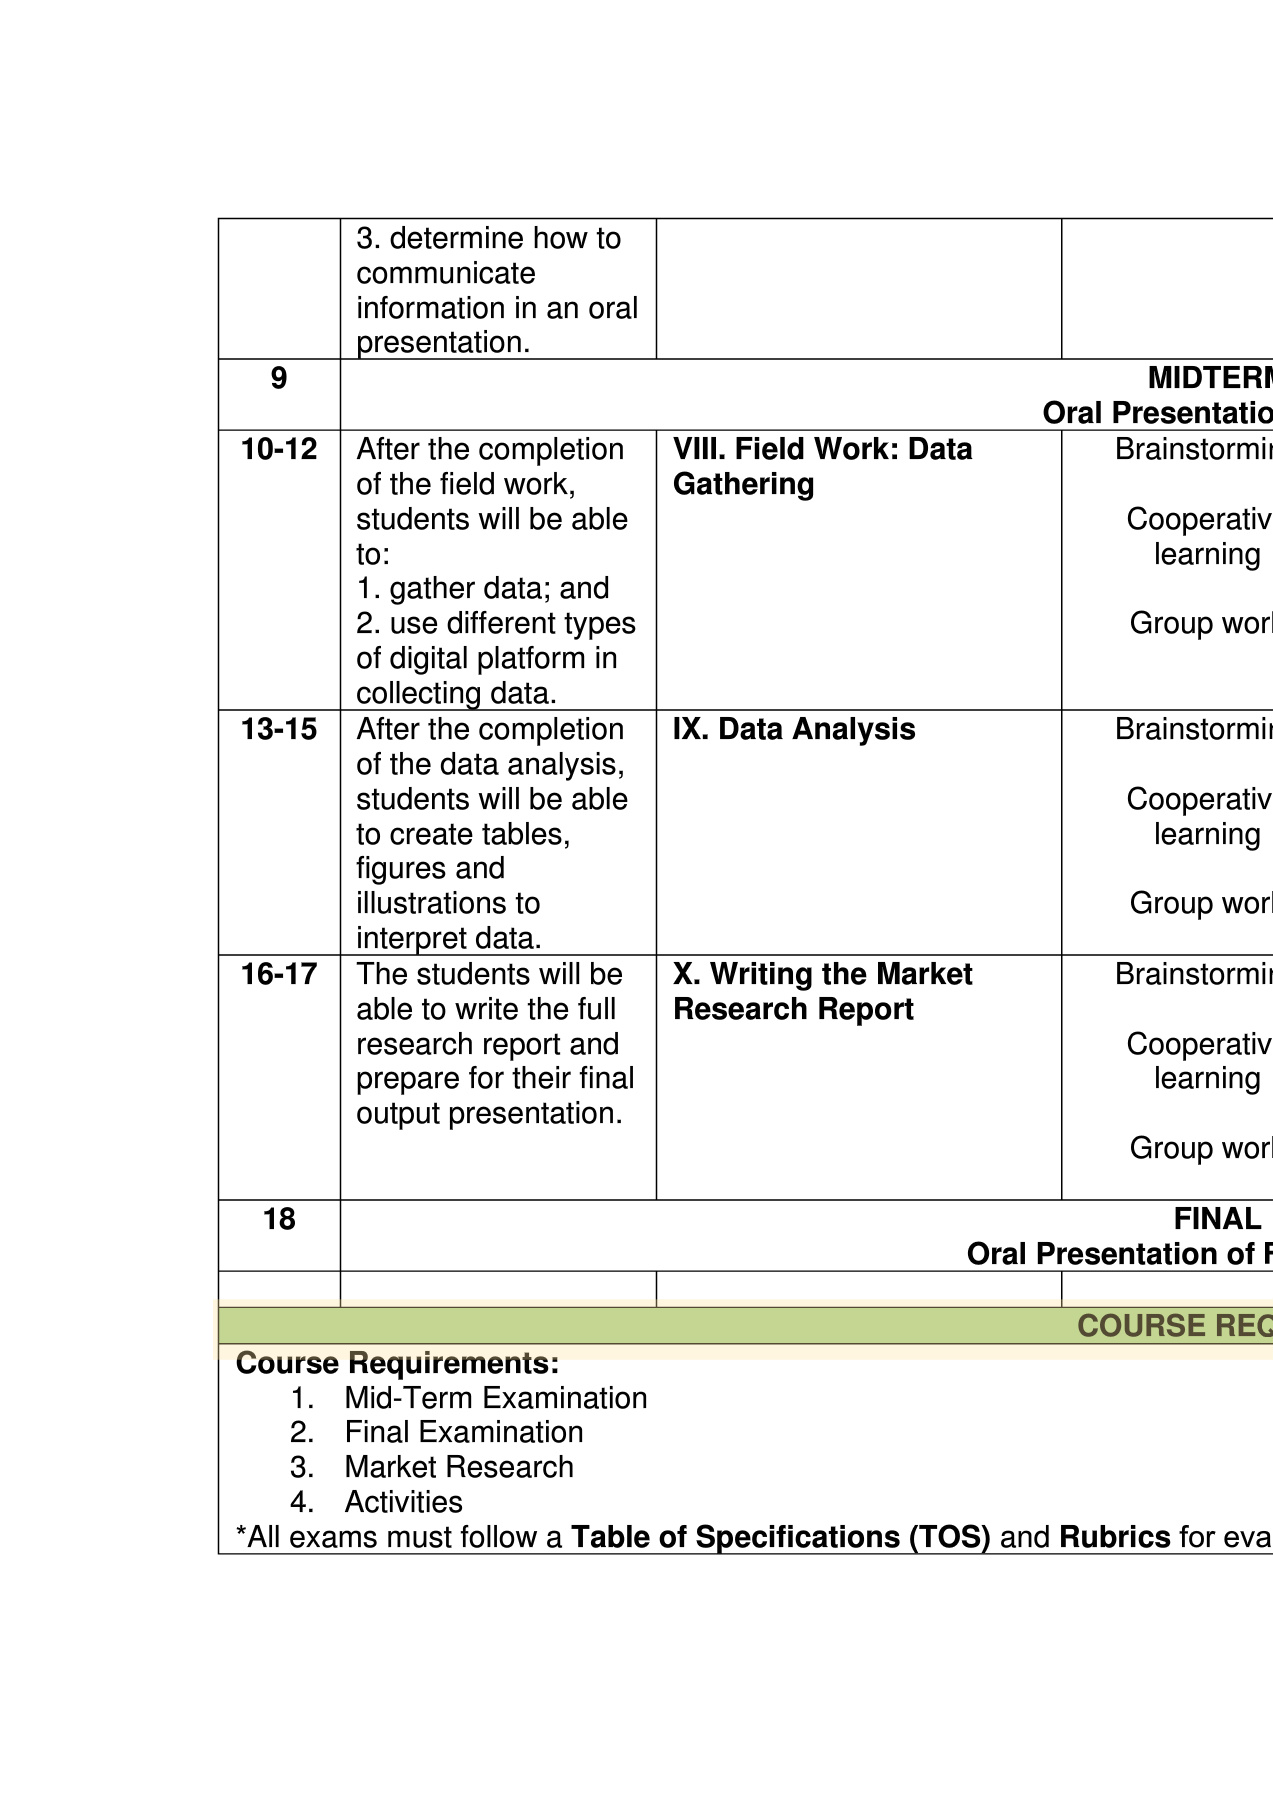 3. determine how to
communicate
information in an oral
presentation.
9
MIDTERM
Oral Presentatio
10-12
After the completion
of the field work,
students will be able
to:
1. gather data; and
2. use different types
of digital platform in
collecting data.
VIII. Field Work: Data
Gathering
Brainstormin
Cooperativ
learning
Group work
13-15
After the completion
of the data analysis,
students will be able
to create tables,
figures and
illustrations to
interpret data.
IX. Data Analysis
Brainstormin
Cooperativ
learning
Group work
16-17
The students will be
able to write the full
research report and
prepare for their final
output presentation.
X. Writing the Market
Research Report
Brainstormin
Cooperativ
learning
Group work
18
FINAL
Oral Presentation of F
COURSE REQ
Course Requirements:
1. Mid-Term Examination
2. Final Examination
3. Market Research
4. Activities
*All exams must follow a Table of Specifications (TOS) and Rubrics for eva